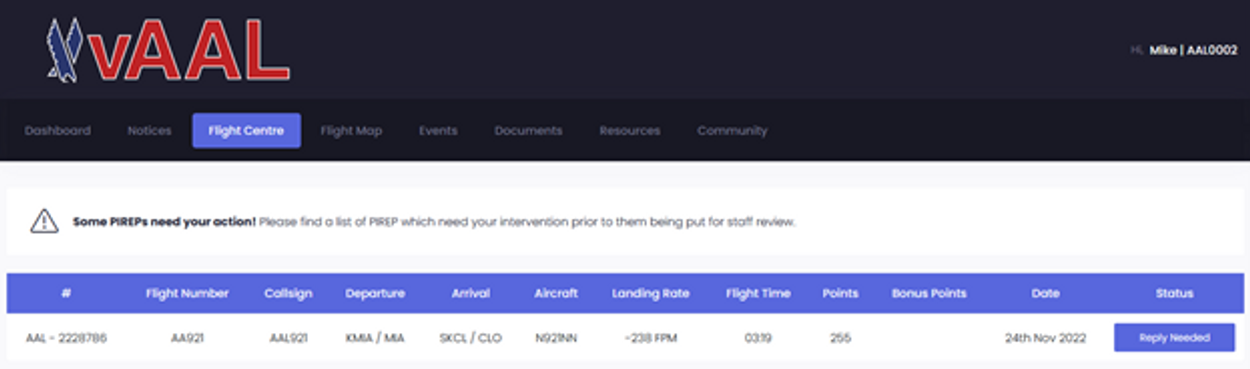 vAAL
Hi, Mike | AAL0002
Dashboard Notices Flight Centre Flight Map Events Documents Resources Community
Some PIREPs need your action! Please find a list of PIREP which need your intervention prior to them being put for staff review.
# Flight Number Callsign Departure Arrival Aircraft Landing Rate Flight Time Points Bonus Points Date Status
AAL - 2228786 AA921 AAL921 KMIA / MIA SKCL / CLO N921NN -238 FPM 03:19 255 24th Nov 2022 Reply Needed